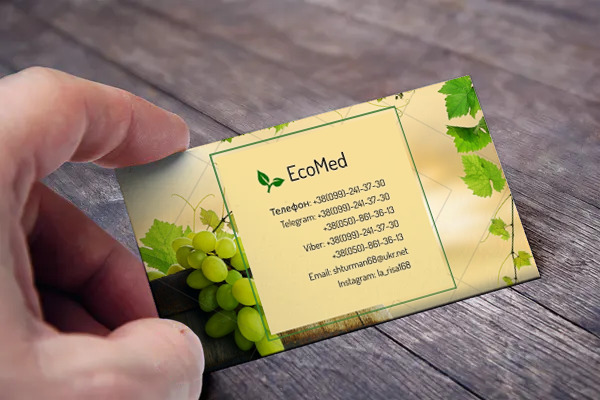 EcoMed
Телефон: +38(099)-241-37-30
Telegram: +38(099)-241-37-30
+38(050)-861-36-13
Viber: +38(099)-241-37-30
+38(050)-861-36-13
Email: shturman68@ukr.net
Instagram: la_risa168